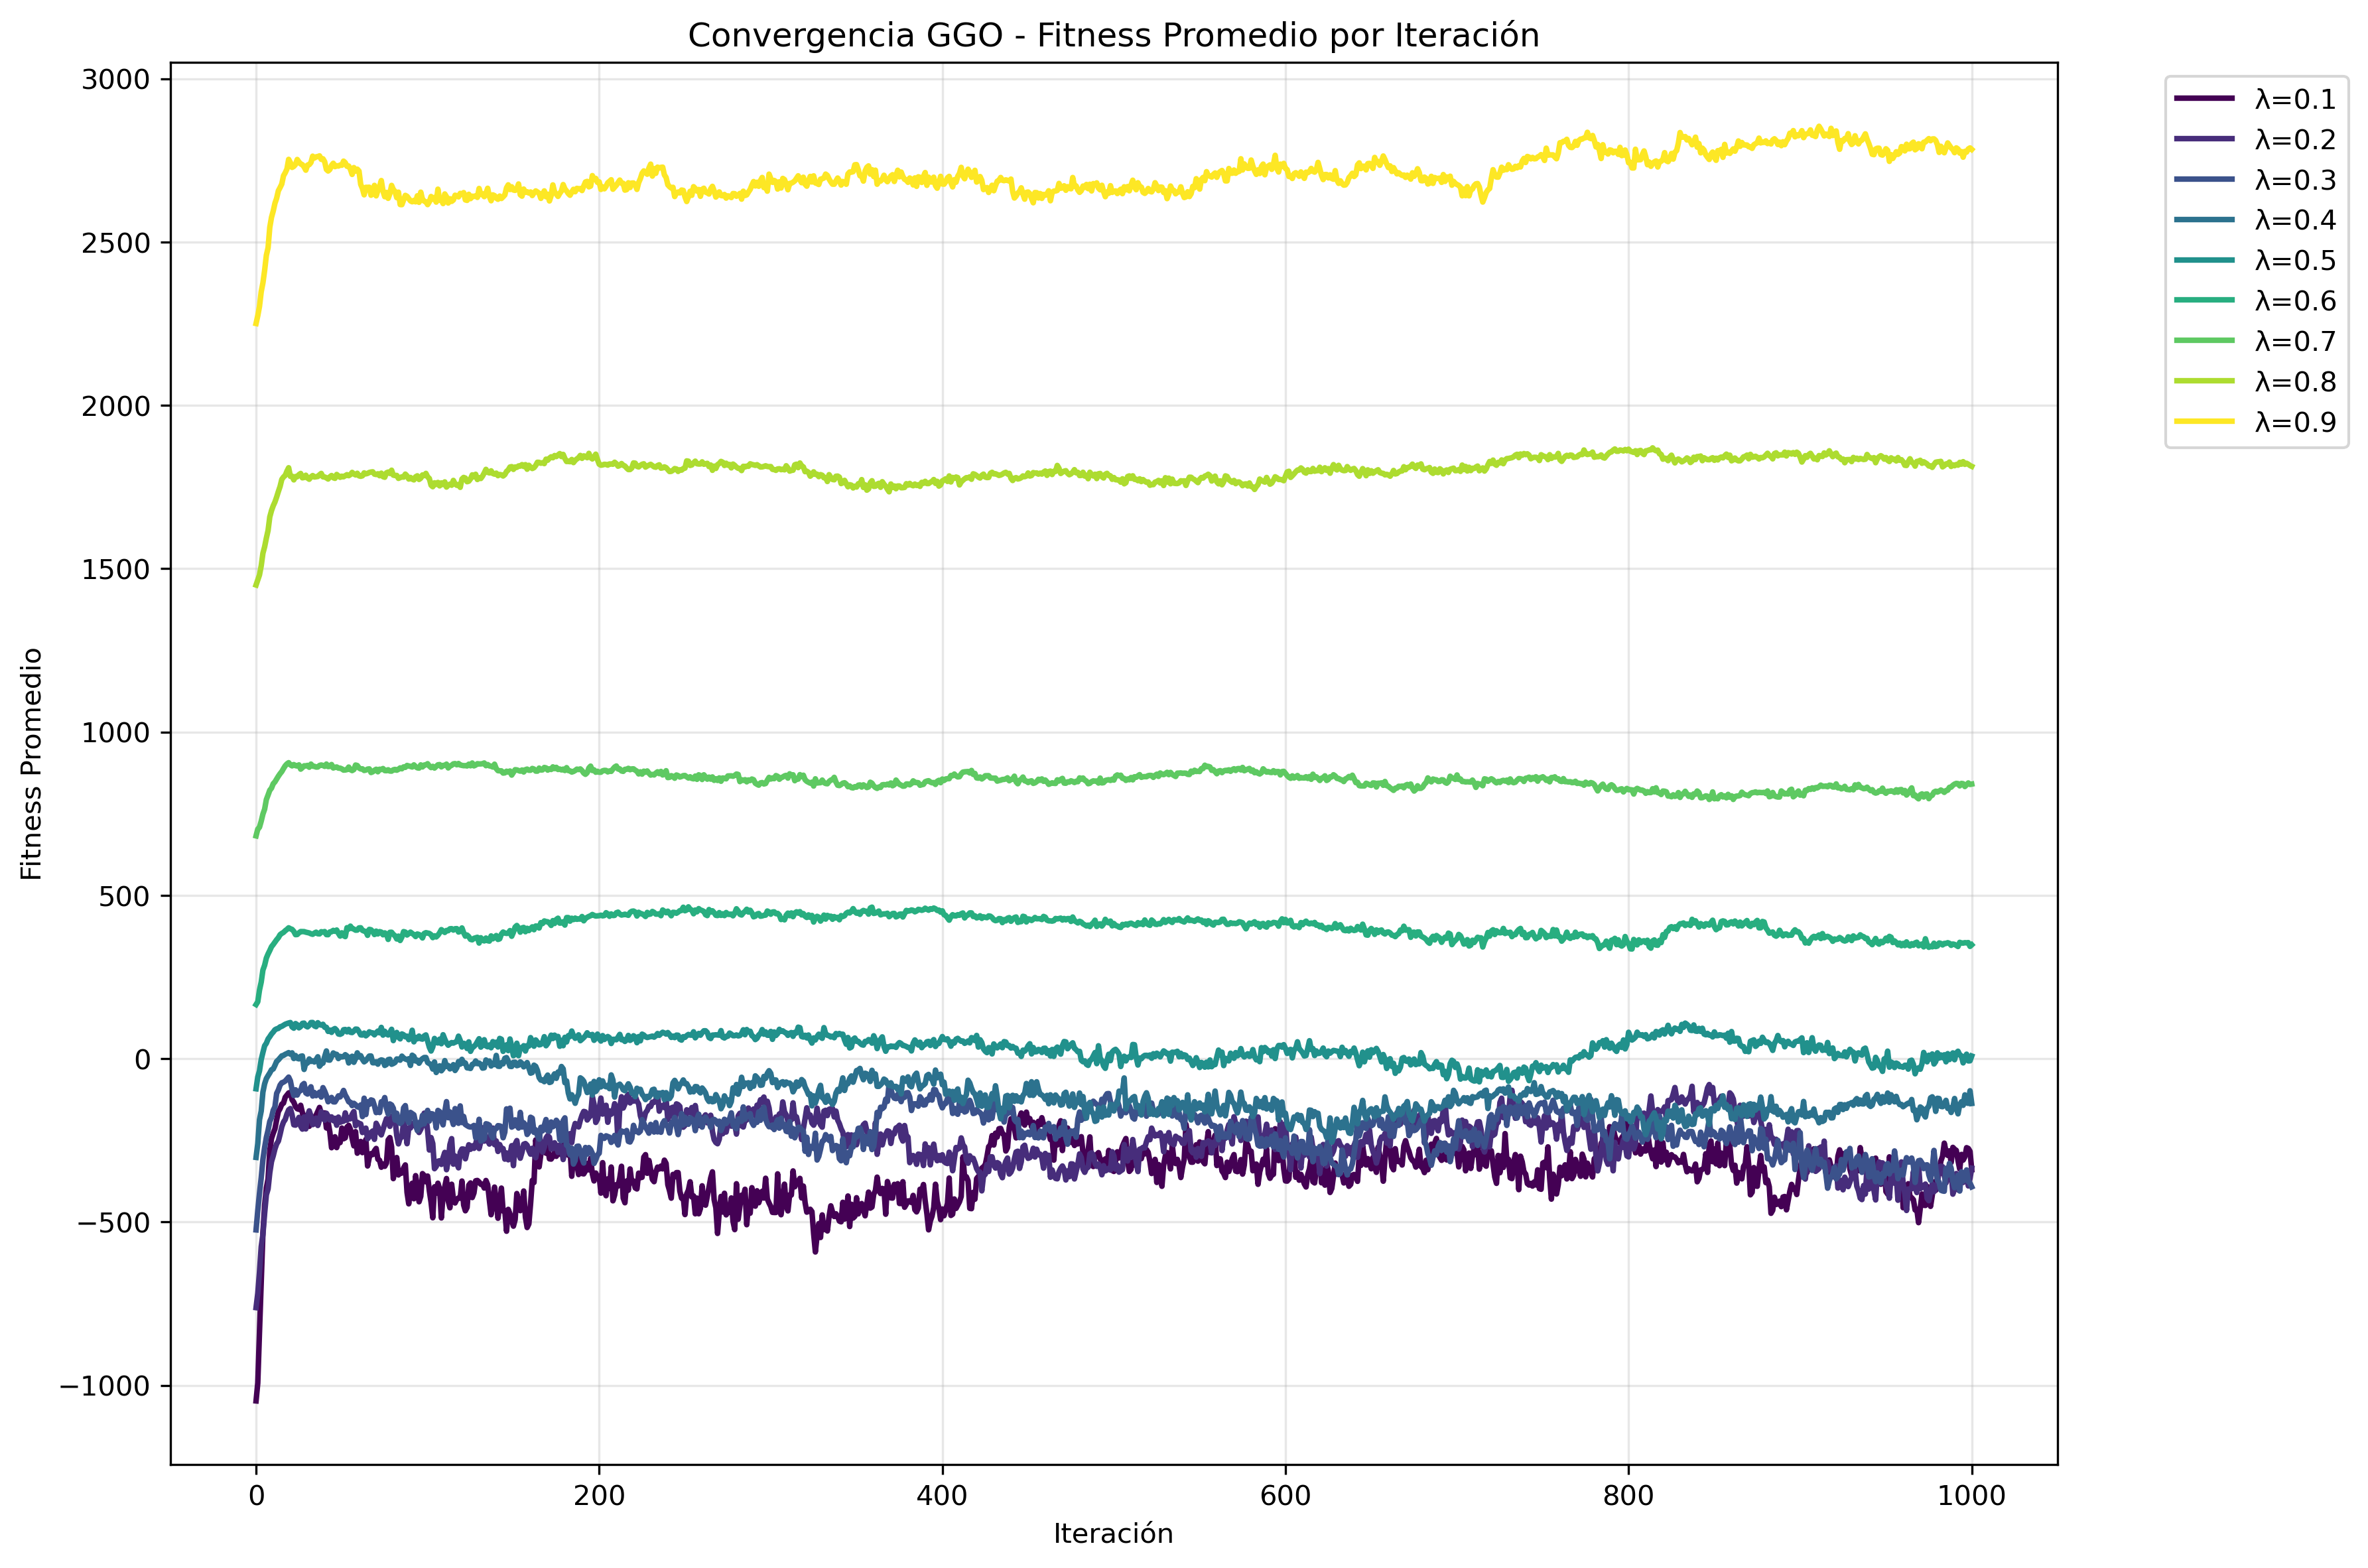 Convergencia GGO - Fitness Promedio por Iteración
Fitness Promedio
3000
2500
2000
1500
1000
500
0
−500
−1000
0
200
400
600
800
1000
Iteración
λ=0.1
λ=0.2
λ=0.3
λ=0.4
λ=0.5
λ=0.6
λ=0.7
λ=0.8
λ=0.9